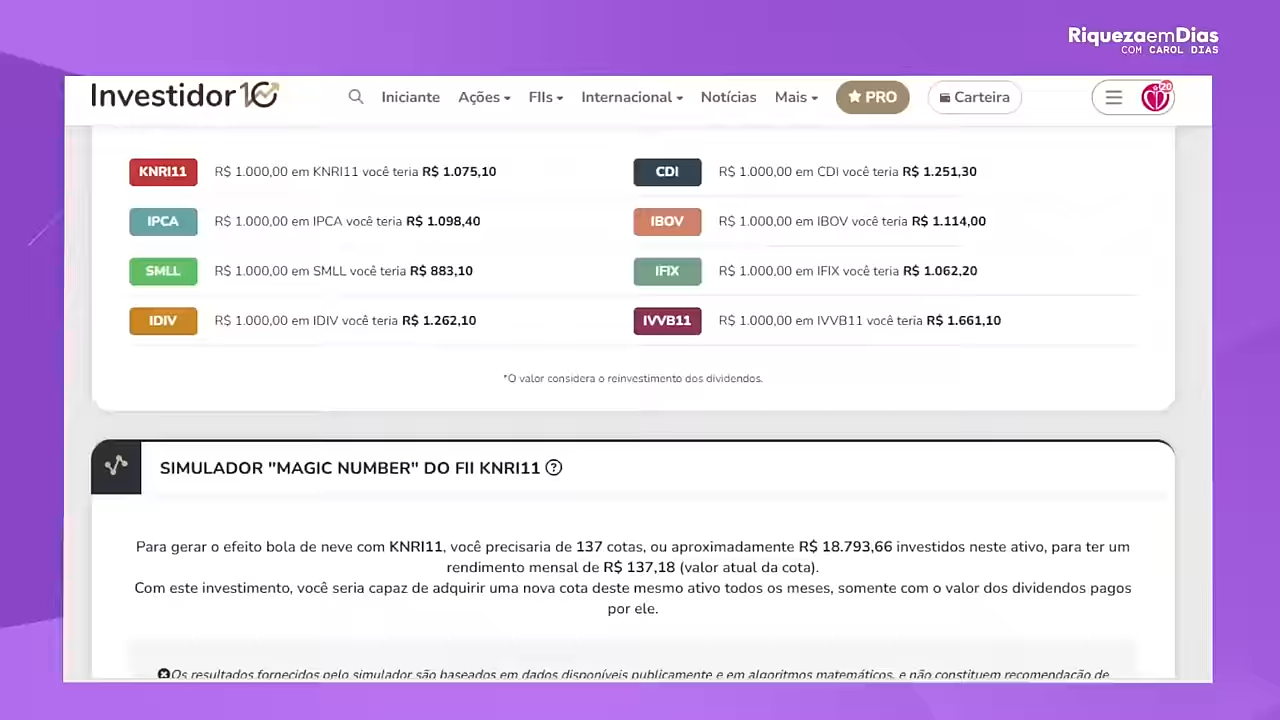 RiquezaemDias
COM CAROL DIAS
Investidor10
Iniciante Ações FIIs Internacional Notícias Mais PRO Carteira
20
KNRI11 R$ 1.000,00 em KNRI11 você teria R$ 1.075,10
CDI R$ 1.000,00 em CDI você teria R$ 1.251,30
IPCA R$ 1.000,00 em IPCA você teria R$ 1.098,40
IBOV R$ 1.000,00 em IBOV você teria R$ 1.114,00
SMLL R$ 1.000,00 em SMLL você teria R$ 883,10
IFIX R$ 1.000,00 em IFIX você teria R$ 1.062,20
IDIV R$ 1.000,00 em IDIV você teria R$ 1.262,10
IVVB11 R$ 1.000,00 em IVVB11 você teria R$ 1.661,10
*O valor considera o reinvestimento dos dividendos.
SIMULADOR "MAGIC NUMBER" DO FII KNRI11
Para gerar o efeito bola de neve com KNRI11, você precisaria de 137 cotas, ou aproximadamente R$ 18.793,66 investidos neste ativo, para ter um
rendimento mensal de R$ 137,18 (valor atual da cota).
Com este investimento, você seria capaz de adquirir uma nova cota deste mesmo ativo todos os meses, somente com o valor dos dividendos pagos
por ele.
Os resultados fornecidos pelo simulador são baseados em dados disponíveis publicamente e em algoritmos matemáticos, e não constituem recomendação de